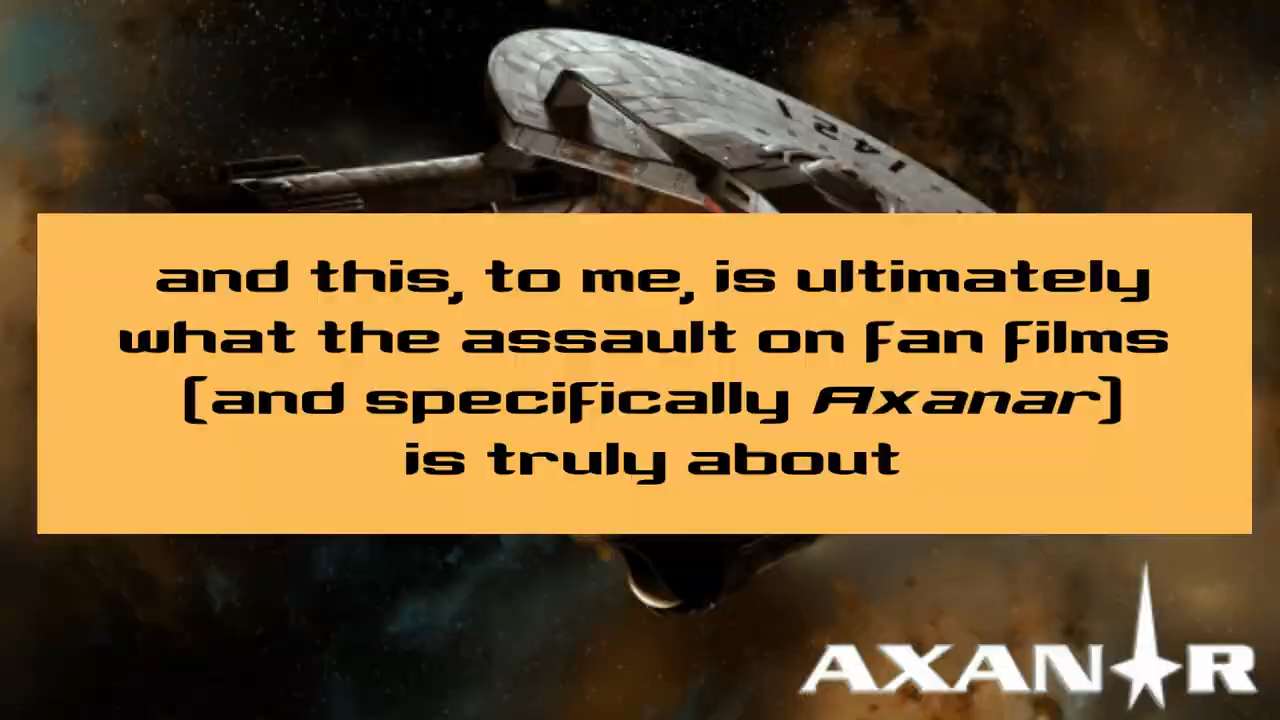 1241
and this, to me, is ultimately
what the assault on fan films
(and specifically Axanar)
is truly about
AXANAR